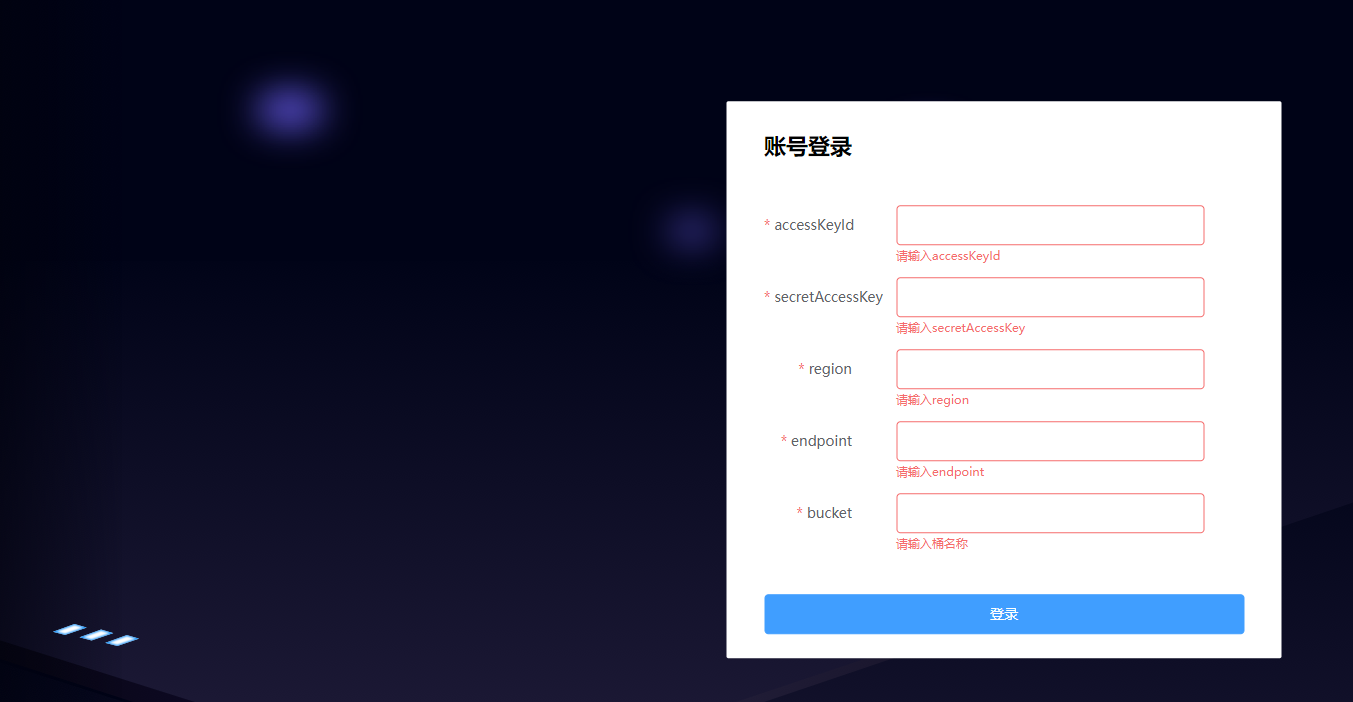 账号登录
* accessKeyId
请输入accessKeyId
* secretAccessKey
请输入secretAccessKey
* region
请输入region
* endpoint
请输入endpoint
* bucket
请输入桶名称
登录